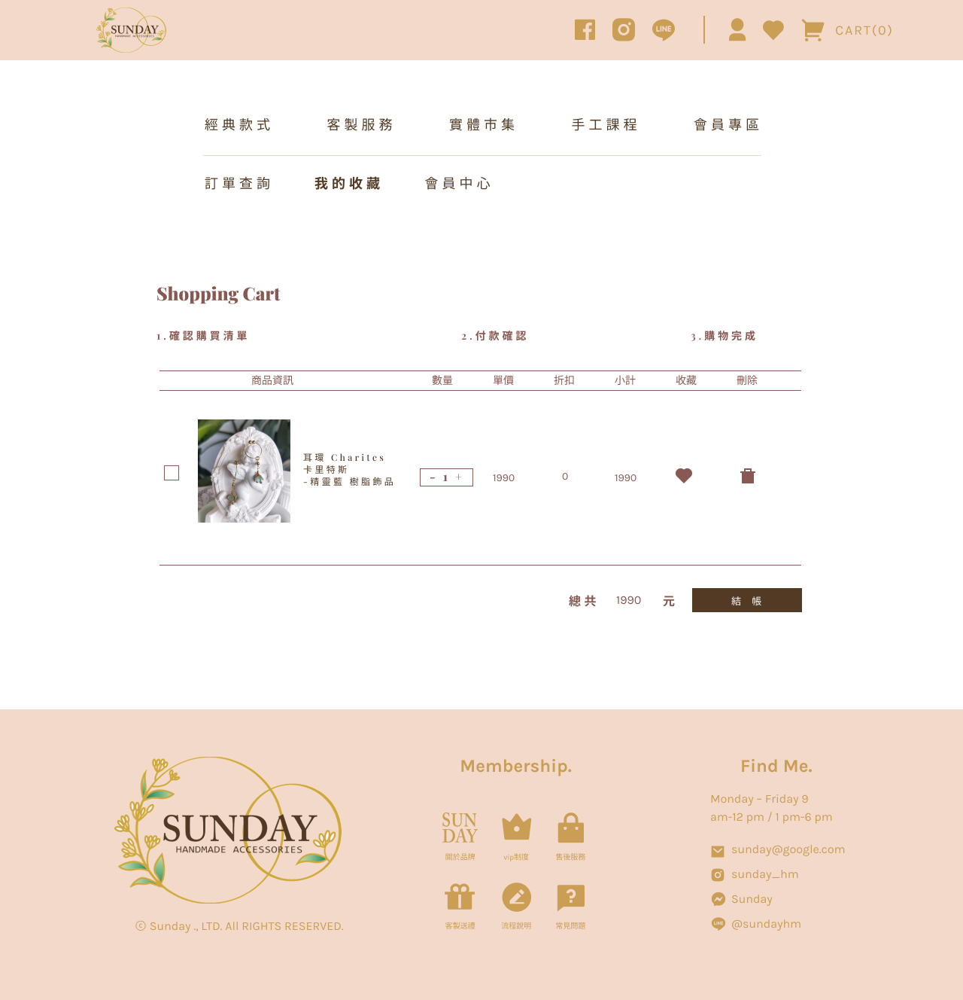 SUNDAY
HANDMADE ACCESSORIES
LINE
CART(0)
經典款式 客製服務 實體市集 手工課程 會員專區
訂單查詢 我的收藏 會員中心
Shopping Cart
1.確認購買清單 2.付款確認 3.購物完成
商品資訊 數量 單價 折扣 小計 收藏 刪除
耳環 Charites
卡里特斯
-精靈藍 樹脂飾品
- 1 + 1990 0 1990
總共 1990 元 結 帳
SUNDAY
HANDMADE ACCESSORIES
ⓒ Sunday ., LTD. All RIGHTS RESERVED.
Membership.
SUN
DAY
關於品牌 vip制度 售後服務
?
客製送禮 流程說明 常見問題
Find Me.
Monday – Friday 9
am-12 pm / 1 pm-6 pm
sunday@google.com
sunday_hm
Sunday
LINE
@sundayhm